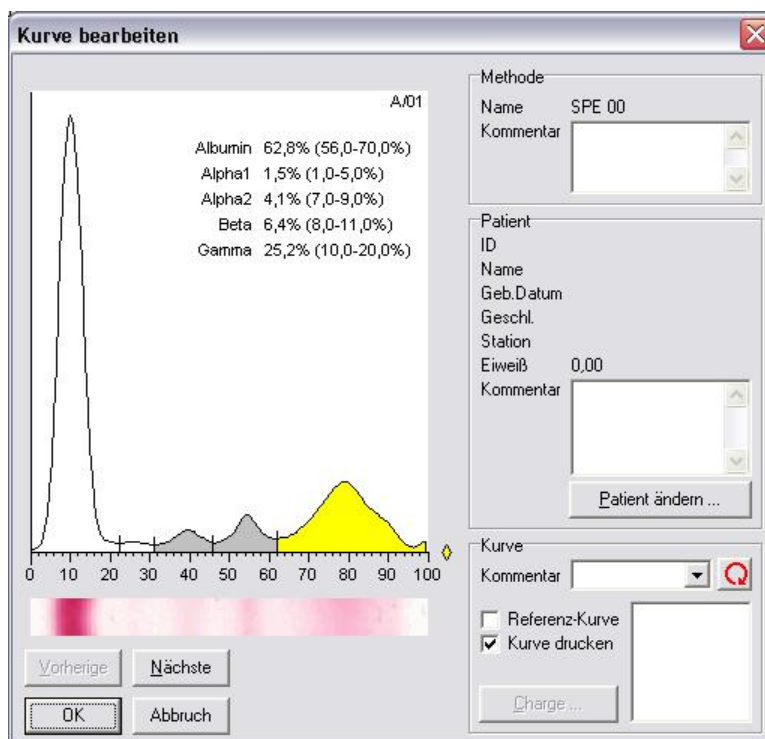 Kurve bearbeiten
A/01
Albumin 62,8% (56,0-70,0%)
Alpha1 1,5% (1,0-5,0%)
Alpha2 4,1% (7,0-9,0%)
Beta 6,4% (8,0-11,0%)
Gamma 25,2% (10,0-20,0%)
0 10 20 30 40 50 60 70 80 90 100
Vorherige Nächste
OK Abbruch
Methode
Name SPE 00
Kommentar
Patient
ID
Name
Geb.Datum
Geschl.
Station
Eiweiß 0,00
Kommentar
Patient ändern ...
Kurve
Kommentar
Referenz-Kurve
Kurve drucken
Charge ...